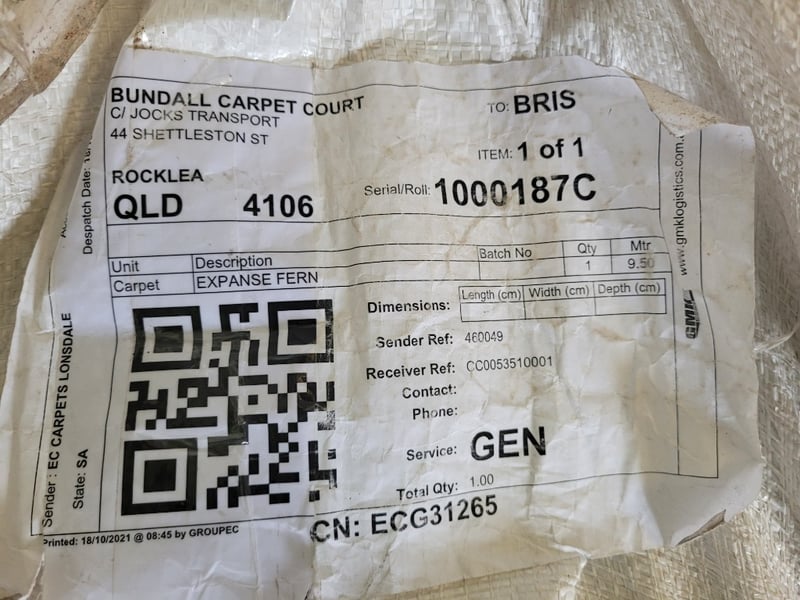 BUNDALL CARPET COURT
C/ JOCKS TRANSPORT
44 SHETTLESTON ST
ROCKLEA
QLD 4106
TO: BRIS
ITEM: 1 of 1
Serial/Roll: 1000187C
Unit Description Batch No Qty Mtr
Carpet EXPANSE FERN 1 9.50
Dimensions: Length (cm) Width (cm) Depth (cm)
Sender Ref: 460049
Receiver Ref: CC0053510001
Contact:
Phone:
Service: GEN
Total Qty: 1.00
CN: ECG31265
Printed: 18/10/2021 @ 08:45 by GROUPEC
Despatch Date:
Sender : EC CARPETS LONSDALE
State: SA
www.gmklogistics.com.
GMK